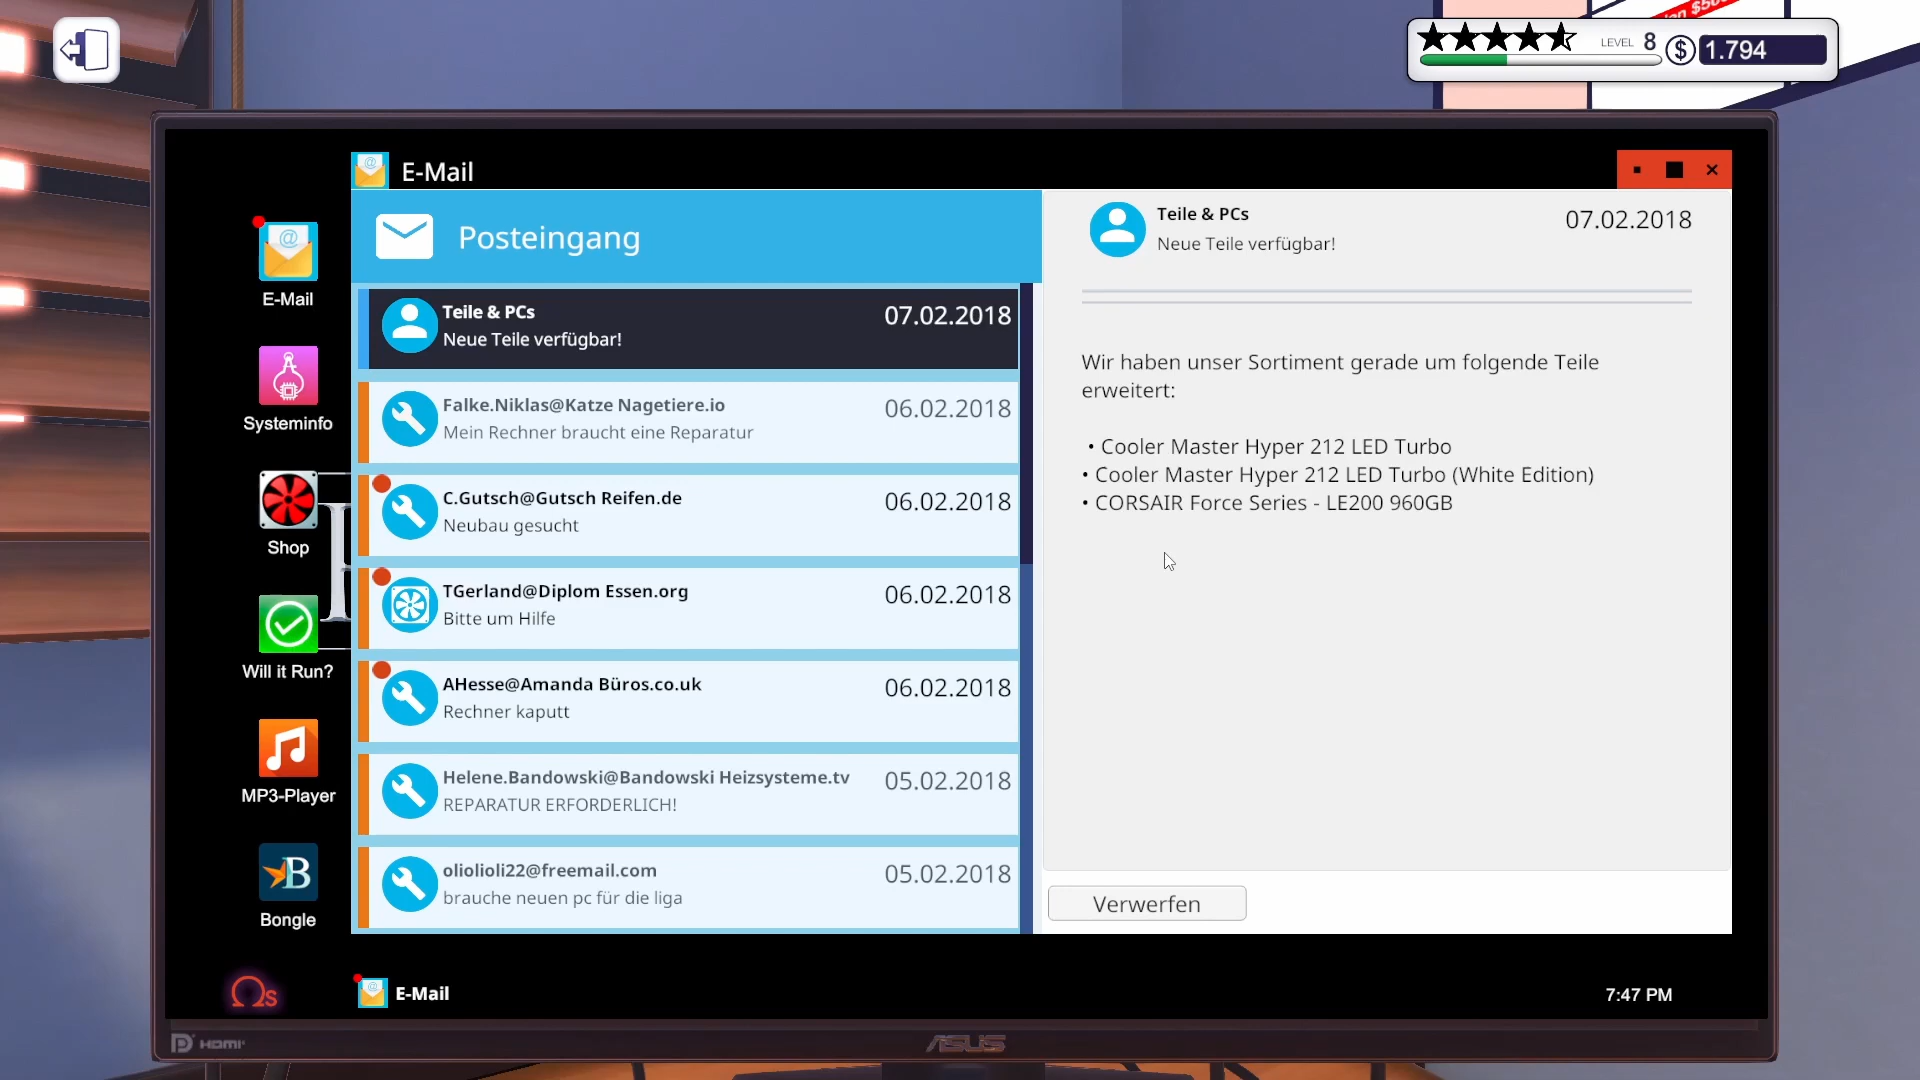 LEVEL 8 $ 1.794
E-Mail
Posteingang
Teile & PCs 07.02.2018
Neue Teile verfügbar!
Falke.Niklas@Katze Nagetiere.io 06.02.2018
Mein Rechner braucht eine Reparatur
C.Gutsch@Gutsch Reifen.de 06.02.2018
Neubau gesucht
TGerland@Diplom Essen.org 06.02.2018
Bitte um Hilfe
AHesse@Amanda Büros.co.uk 06.02.2018
Rechner kaputt
Helene.Bandowski@Bandowski Heizsysteme.tv 05.02.2018
REPARATUR ERFORDERLICH!
oliolioli22@freemail.com 05.02.2018
brauche neuen pc für die liga
Teile & PCs 07.02.2018
Neue Teile verfügbar!
Wir haben unser Sortiment gerade um folgende Teile
erweitert:
• Cooler Master Hyper 212 LED Turbo
• Cooler Master Hyper 212 LED Turbo (White Edition)
• CORSAIR Force Series - LE200 960GB
Verwerfen
E-Mail
Systeminfo
Shop
Will it Run?
MP3-Player
B
Bongle
Ωs
E-Mail
7:47 PM
HDMI
ASUS